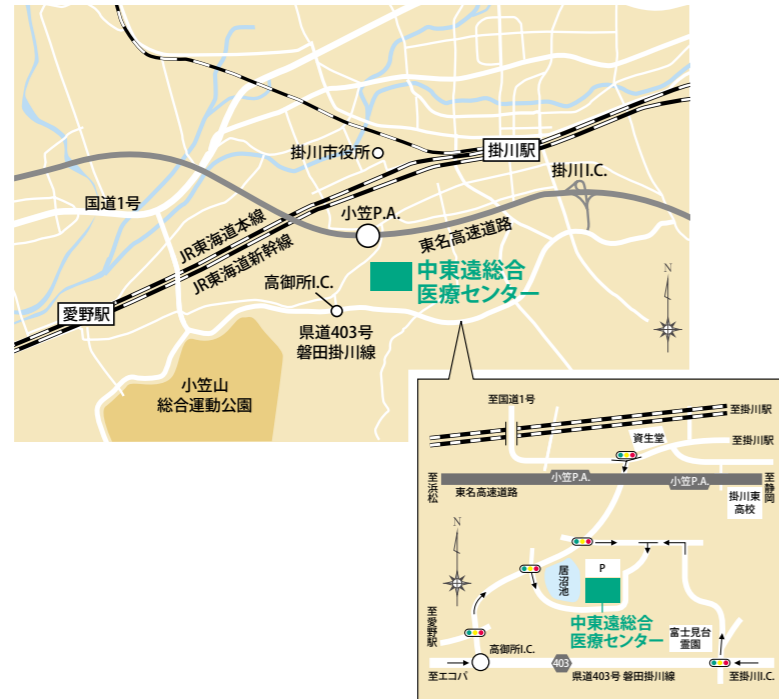 掛川市役所
掛川駅
掛川I.C.
国道1号
小笠P.A.
東名高速道路
JR東海道本線
JR東海道新幹線
中東遠総合
医療センター
高御所I.C.
愛野駅
県道403号
磐田掛川線
小笠山
総合運動公園
N
至国道1号
至掛川駅
資生堂
至掛川駅
至浜松
小笠P.A.
小笠P.A.
至静岡
東名高速道路
掛川東
高校
N
居沼池
P
中東遠総合
医療センター
至愛野駅
富士見台
霊園
高御所I.C.
至エコパ
403
県道403号 磐田掛川線
至掛川I.C.